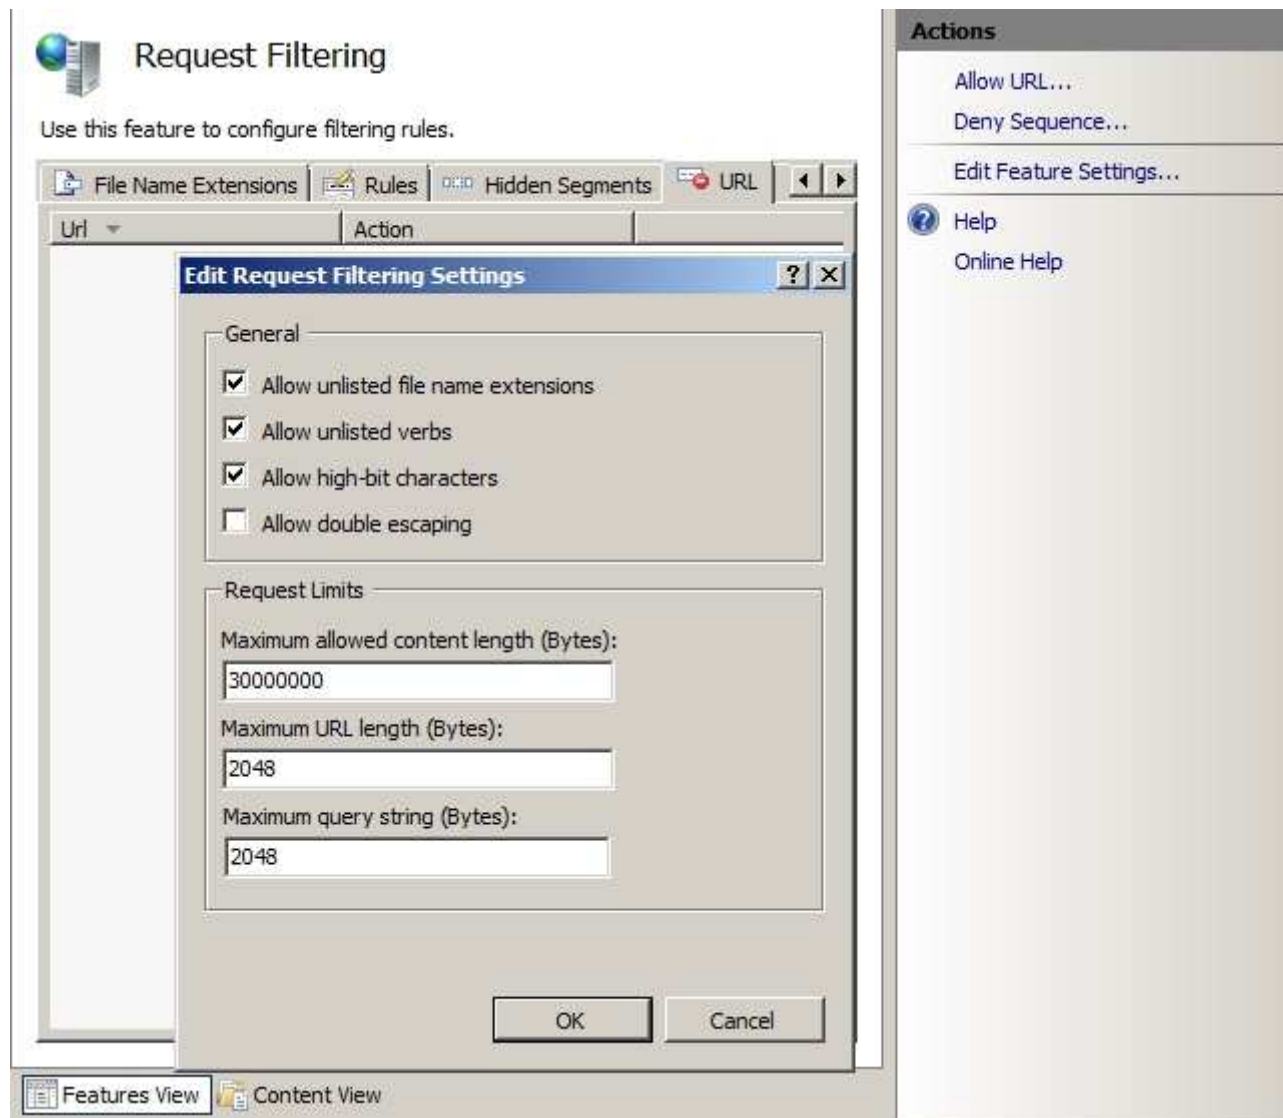 Request Filtering
Use this feature to configure filtering rules.
File Name Extensions Rules Hidden Segments URL
Url Action
Edit Request Filtering Settings
General
Allow unlisted file name extensions
Allow unlisted verbs
Allow high-bit characters
Allow double escaping
Request Limits
Maximum allowed content length (Bytes):
30000000
Maximum URL length (Bytes):
2048
Maximum query string (Bytes):
2048
OK Cancel
Features View Content View
Actions
Allow URL...
Deny Sequence...
Edit Feature Settings...
Help
Online Help